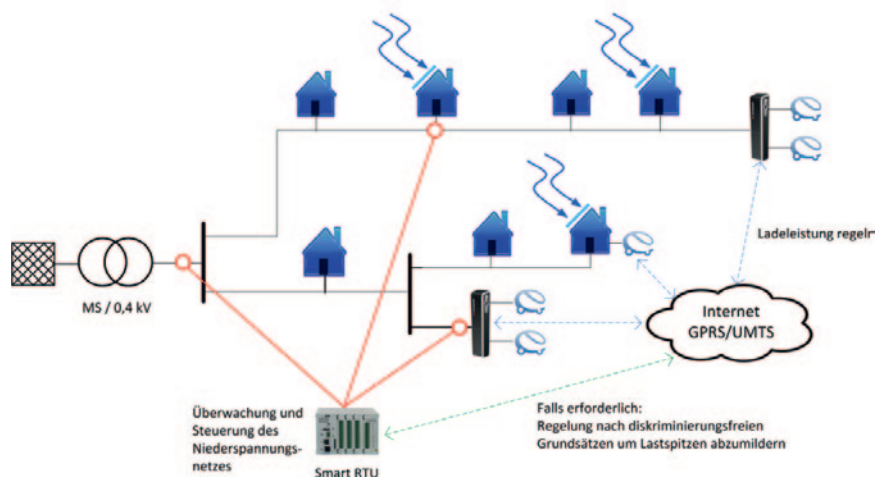 Ladeleistung regeln
MS / 0,4 kV
Internet
GPRS/UMTS
Überwachung und
Steuerung des
Niederspannungs-
netzes
Smart RTU
Falls erforderlich:
Regelung nach diskriminierungsfreien
Grundsätzen um Lastspitzen abzumildern